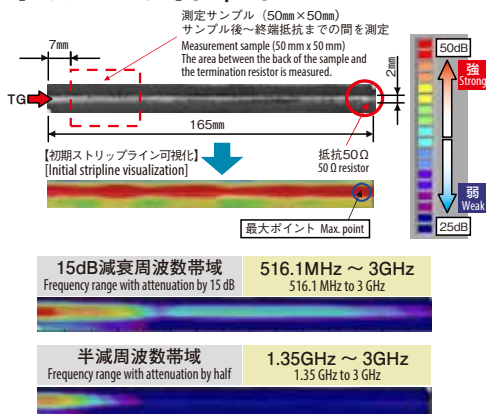 測定サンプル（50㎜×50㎜）
サンプル後～終端抵抗までの間を測定
Measurement sample (50 mm x 50 mm)
The area between the back of the sample and
the termination resistor is measured.
7㎜
2㎜
TG
165㎜
【初期ストリップライン可視化】
[Initial stripline visualization]
抵抗50Ω
50 Ω resistor
最大ポイント Max. point
50dB
強
Strong
弱
Weak
25dB
15dB減衰周波数帯域
Frequency range with attenuation by 15 dB
516.1MHz ～ 3GHz
516.1 MHz to 3 GHz
半減周波数帯域
Frequency range with attenuation by half
1.35GHz ～ 3GHz
1.35 GHz to 3 GHz